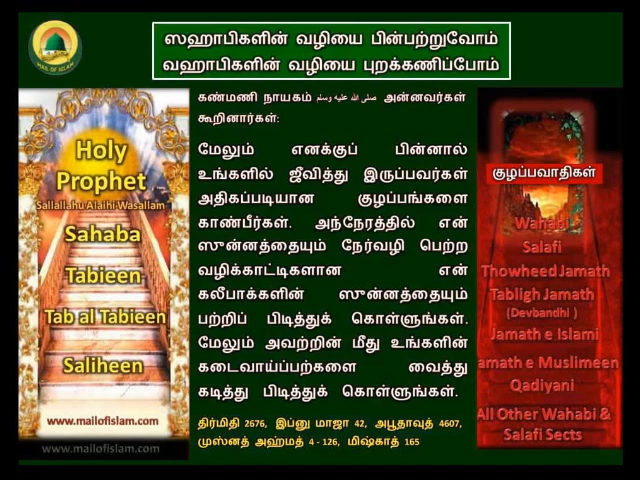 MAIL OF ISLAM
ஸஹாபிகளின் வழியை பின்பற்றுவோம்
வஹாபிகளின் வழியை புறக்கணிப்போம்
Holy
Prophet
Sallallahu Alaihi Wasallam
Sahaba
Tabieen
Tab al Tabieen
Saliheen
www.mailofislam.com
www.mailofislam.com
கண்மணி நாயகம் صلى الله عليه وسلم அன்னவர்கள்
கூறினார்கள்:
மேலும் எனக்குப் பின்னால்
உங்களில் ஜீவித்து இருப்பவர்கள்
அதிகப்படியான குழப்பங்களை
காண்பீர்கள். அந்நேரத்தில் என்
ஸுன்னத்தையும் நேர்வழி பெற்ற
வழிக்காட்டிகளான என்
கலீபாக்களின் ஸுன்னத்தையும்
பற்றிப் பிடித்துக் கொள்ளுங்கள்.
மேலும் அவற்றின் மீது உங்களின்
கடைவாய்ப்பற்களை வைத்து
கடித்து பிடித்துக் கொள்ளுங்கள்.
திர்மிதி 2676, இப்னு மாஜா 42, அபூதாவுத் 4607,
முஸ்னத் அஹ்மத் 4 - 126, மிஷ்காத் 165
குழப்பவாதிகள்
Wahabi
Salafi
Thowheed Jamath
Tabligh Jamath
(Devbandhi )
Jamath e Islami
amath e Muslimeen
Qadiyani
All Other Wahabi &
Salafi Sects